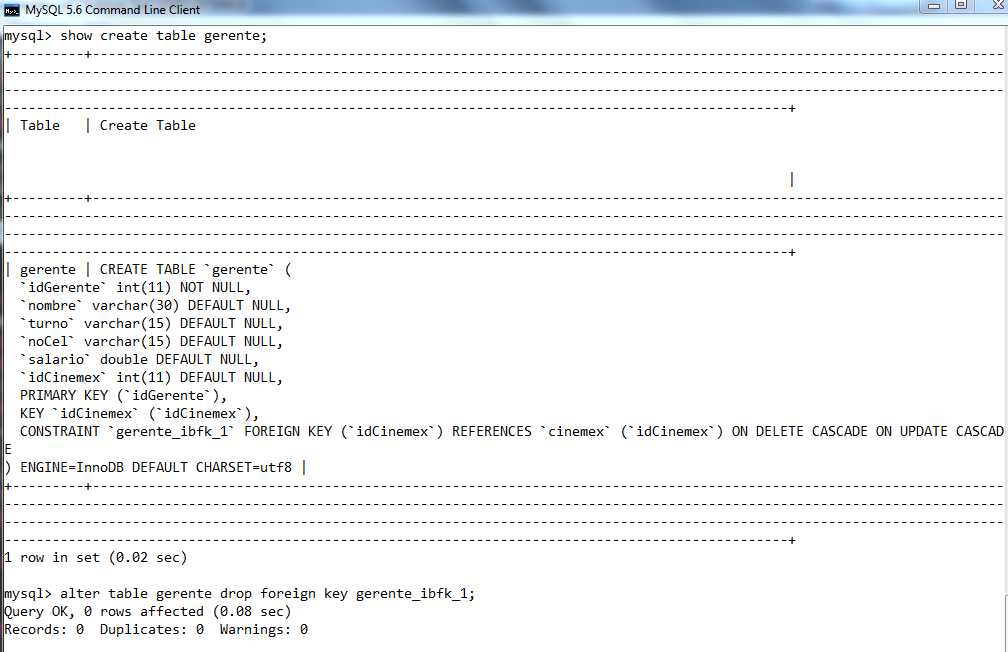 MySQL 5.6 Command Line Client
mysql> show create table gerente;
+---------+------------------------------------------------------------------------------------------------------------------
-----------------------------------------------------------------------------------------------------------------------------
-----------------------------------------------------------------------------------------------------------------------------
--------------------------------------------------------------------------------------------------+
| Table   | Create Table
|
+---------+------------------------------------------------------------------------------------------------------------------
-----------------------------------------------------------------------------------------------------------------------------
-----------------------------------------------------------------------------------------------------------------------------
--------------------------------------------------------------------------------------------------+
| gerente | CREATE TABLE `gerente` (
  `idGerente` int(11) NOT NULL,
  `nombre` varchar(30) DEFAULT NULL,
  `turno` varchar(15) DEFAULT NULL,
  `noCel` varchar(15) DEFAULT NULL,
  `salario` double DEFAULT NULL,
  `idCinemex` int(11) DEFAULT NULL,
  PRIMARY KEY (`idGerente`),
  KEY `idCinemex` (`idCinemex`),
  CONSTRAINT `gerente_ibfk_1` FOREIGN KEY (`idCinemex`) REFERENCES `cinemex` (`idCinemex`) ON DELETE CASCADE ON UPDATE CASCAD
E
) ENGINE=InnoDB DEFAULT CHARSET=utf8 |
+---------+------------------------------------------------------------------------------------------------------------------
-----------------------------------------------------------------------------------------------------------------------------
-----------------------------------------------------------------------------------------------------------------------------
--------------------------------------------------------------------------------------------------+
1 row in set (0.02 sec)
mysql> alter table gerente drop foreign key gerente_ibfk_1;
Query OK, 0 rows affected (0.08 sec)
Records: 0  Duplicates: 0  Warnings: 0